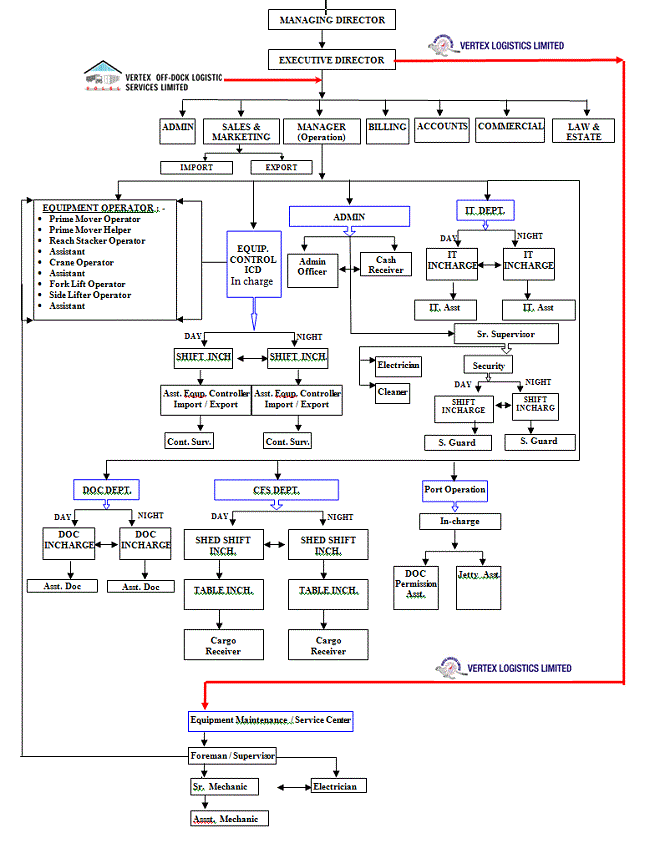 MANAGING DIRECTOR
VERTEX LOGISTICS LIMITED
EXECUTIVE DIRECTOR
VERTEX OFF-DOCK LOGISTIC
SERVICES LIMITED
ADMIN
SALES &
MARKETING
MANAGER
(Operation)
BILLING
ACCOUNTS
COMMERCIAL
LAW &
ESTATE
IMPORT
EXPORT
EQUIPMENT OPERATOR : -
• Prime Mover Operator
• Prime Mover Helper
• Reach Stacker Operator
• Assistant
• Crane Operator
• Assistant
• Fork Lift Operator
• Side Lifter Operator
• Assistant
EQUIP.
CONTROL
ICD
In charge
ADMIN
Admin
Officer
Cash
Receiver
IT DEPT.
DAY
NIGHT
IT
INCHARGE
IT
INCHARGE
IT. Asst
IT. Asst
Sr. Supervisor
DAY
NIGHT
SHIFT INCH
SHIFT INCH.
Electrician
Cleaner
Security
DAY
NIGHT
SHIFT
INCHARGE
SHIFT
INCHARG
Asst. Equp. Controller
Import / Export
Asst. Equp. Controller
Import / Export
Cont. Surv.
Cont. Surv.
S. Guard
S. Guard
DOC DEPT.
CFS DEPT.
Port Operation
DAY
NIGHT
DAY
NIGHT
In-charge
DOC
INCHARGE
DOC
INCHARGE
SHED SHIFT
INCH.
SHED SHIFT
INCH.
Asst. Doc
Asst. Doc
TABLE INCH.
TABLE INCH.
DOC
Permission
Asst.
Jetty Asst.
Cargo
Receiver
Cargo
Receiver
VERTEX LOGISTICS LIMITED
Equipment Maintenance / Service Center
Foreman / Supervisor
Sr. Mechanic
Electrician
Assst. Mechanic